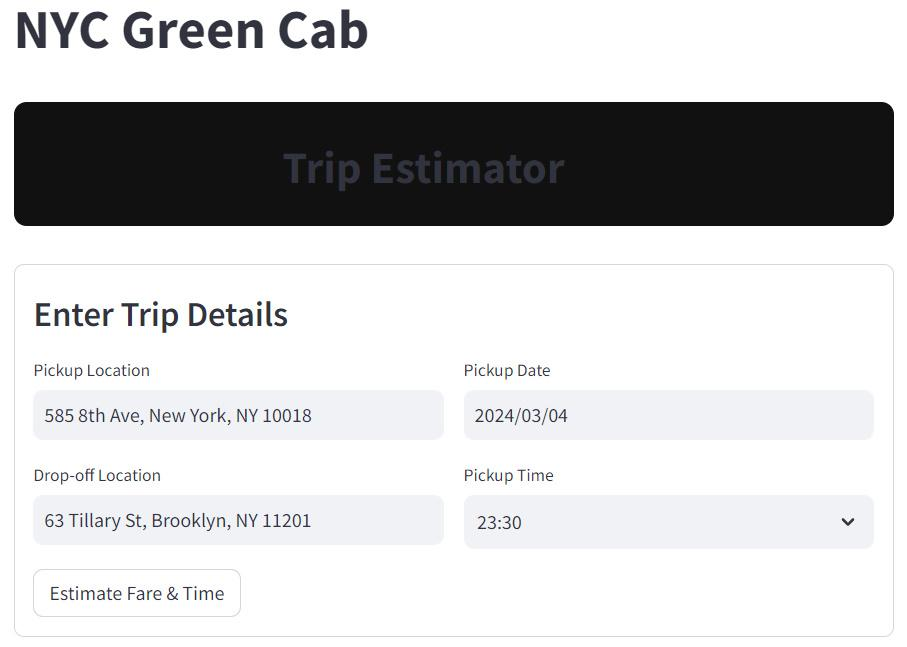 NYC Green Cab
Trip Estimator
Enter Trip Details
Pickup Location
585 8th Ave, New York, NY 10018
Pickup Date
2024/03/04
Drop-off Location
63 Tillary St, Brooklyn, NY 11201
Pickup Time
23:30
Estimate Fare & Time